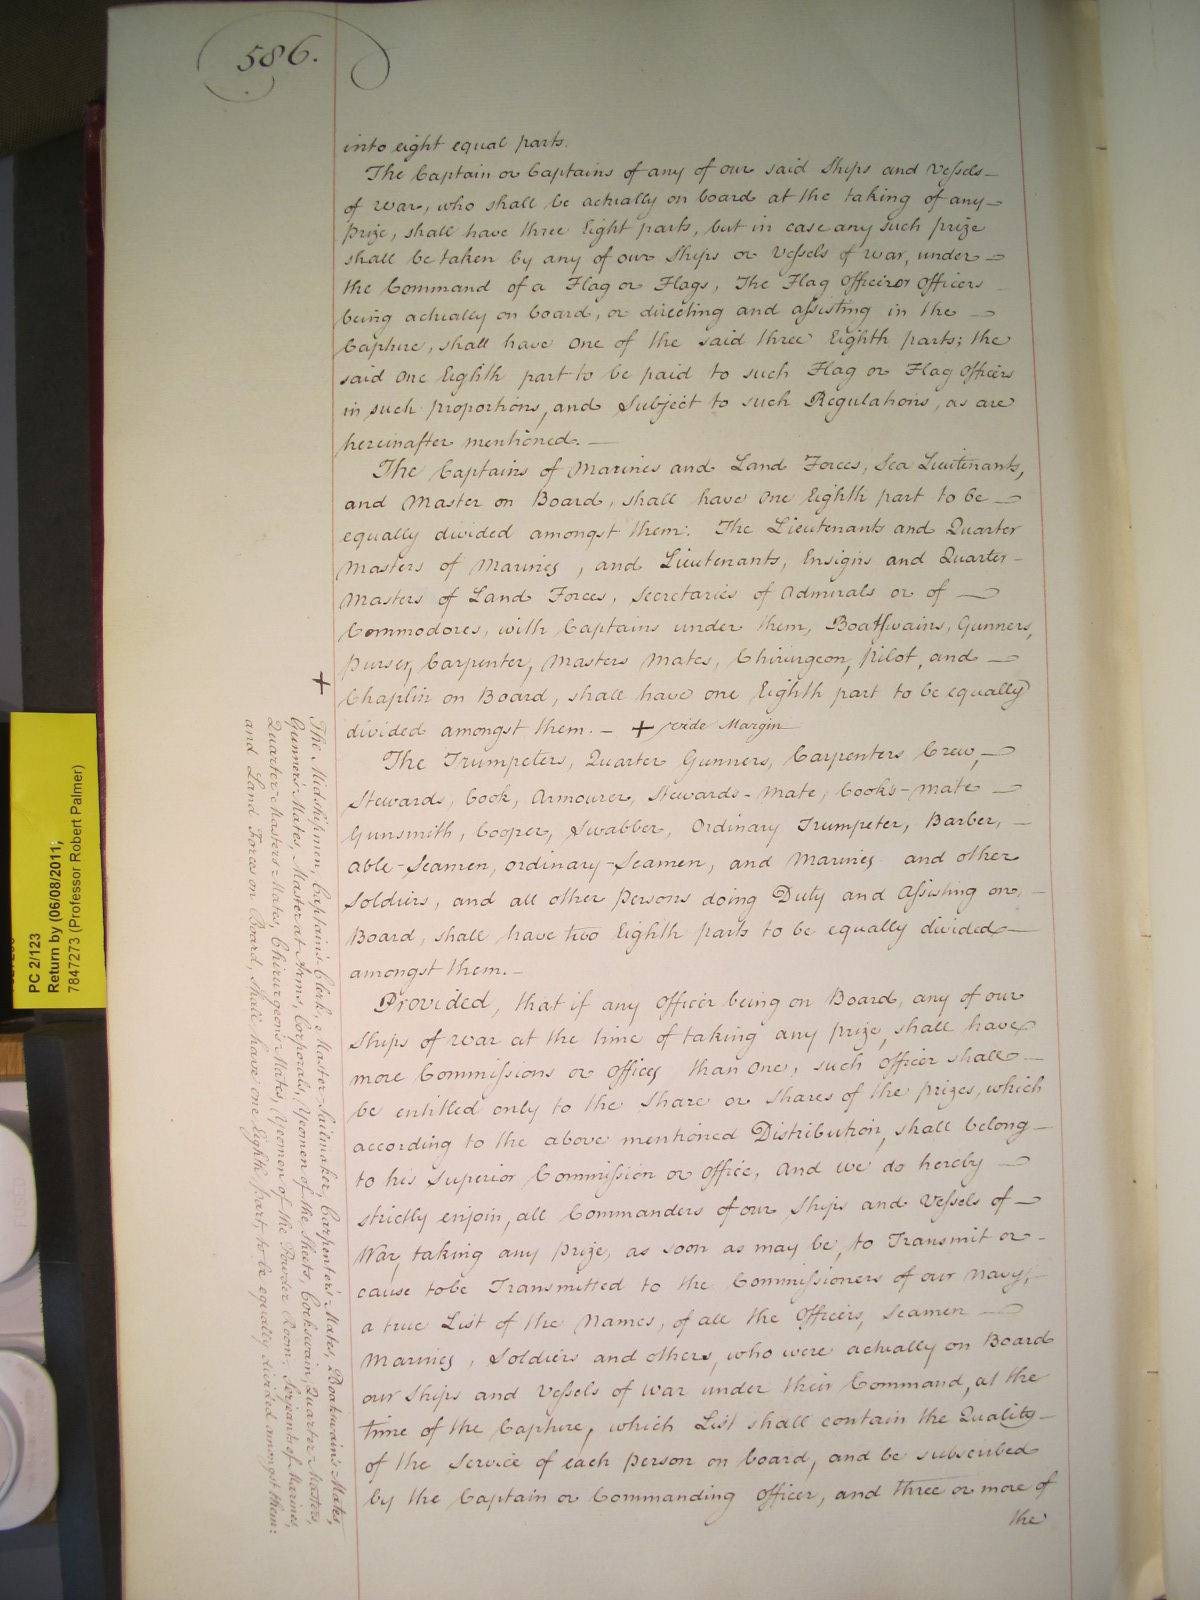 586.
into eight equal parts.
The Captain or Captains of any of our said Ships and Vessels
of War, who shall be actually on board at the taking of any
Prize, shall have three Eight parts, but in case any such prize
shall be taken by any of our Ships or Vessels of War, under
the Command of a Flag or Flags, The Flag Officer or Officers
being actually on board, or directing and assisting in the
Capture, shall have One of the said three Eighth parts; the
said One Eighth part to be paid to such Flag or Flag Officers
in such proportions, and Subject to such Regulations, as are
hereinafter mentioned.
The Captains of Marines and Land Forces, Sea Lieutenants,
and Master on Board, shall have One Eighth part to be
equally divided amongst them. The Lieutenants and Quarter
Masters of Marines, and Lieutenants, Ensigns and Quarter-
Masters of Land Forces, Secretaries of Admirals or of
Commodores, with Captains under them, Boatswains, Gunners,
Purser, Carpenter, Masters Mates, Chirurgeon, Pilot, and
Chaplin on Board, shall have one Eighth part to be equally
divided amongst them. – + vide Margin
The Trumpeters, Quarter Gunners, Carpenters Crew,
Stewards, Cook, Armourer, Stewards-Mate, Cooks-Mate
Gunsmith, Cooper, Swabber, Ordinary Trumpeter, Barber,
able-Seamen, ordinary-Seamen, and Marines and other
Soldiers, and all other Persons doing Duty and Assisting on
Board, shall have two Eighth parts to be equally divided
amongst them.
Provided, that if any Officer being on Board, any of our
Ships of War at the time of taking any prize, shall have
more Commissions or Offices than One, such Officer shall
be entitled only to the Share or Shares of the prizes, which
according to the above mentioned Distribution, shall belong
to his Superior Commission or Office, And we do hereby
strictly enjoin, all Commanders of our Ships and Vessels of
War, taking any Prize, as soon as may be, to Transmit or
cause tobe Transmitted to the Commissioners of our Navy,
a true List of the Names, of all the Officers, Seamen
Marines, Soldiers and others, who were actually on Board
our Ships and Vessels of War under their Command, at the
time of the Capture, which List shall contain the Quality
of the Service of each Person on board, and be subscribed
by the Captain or Commanding Officer, and three or more of
the
+
The Midshipmen, Captain's Clerk, Master-Sailmaker, Carpenter's-Mates, Boatswain's-Mates,
Gunner's-Mates, Master at Arms, Corporals, Yeomen of the Sheets, Cockswain, Quarter-Masters,
Quarter-Masters-Mates, Chirurgeon's-Mates, Yeomen of the Powder Room, Serjeants of Marines,
and Land Forces on Board, shall have one Eighth part, to be equally divided amongst them:
PC 2/123
Return by (06/08/2011;
7847273 (Professor Robert Palmer)